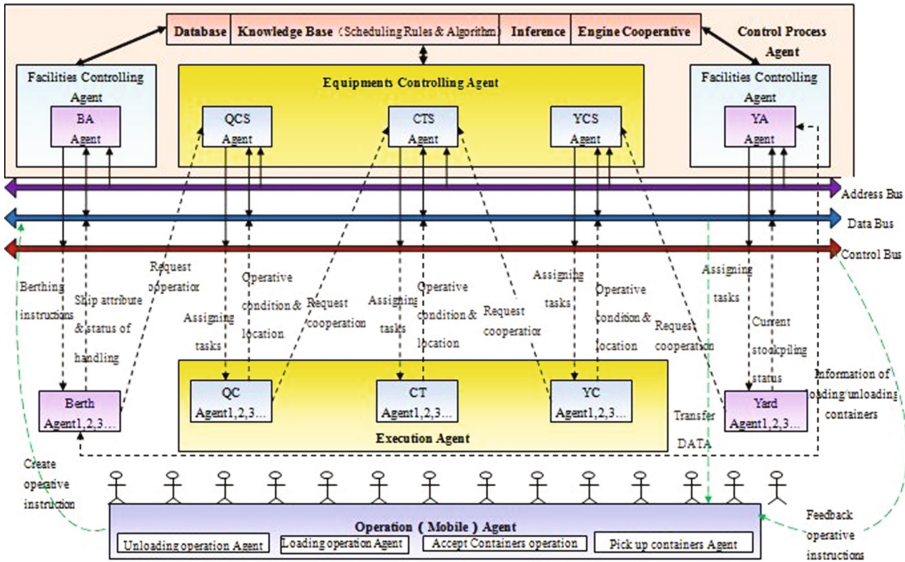 Database Knowledge Base (Scheduling Rules & Algorithm) Inference Engine Cooperative
Control Process
Agent
Facilities Controlling
Agent
BA
Agent
Equipments Controlling Agent
QCS
Agent
CTS
Agent
YCS
Agent
Facilities Controlling
Agent
YA
Agent
Address Bus
Data Bus
Control Bus
Berthing
instructions
Ship attribute
& status of
handling
Request
cooperation
Assigning
tasks
Operative
condition &
location
Request
cooperation
Assigning
tasks
Operative
condition &
location
Request
cooperation
Assigning
tasks
Operative
condition &
location
Request
cooperation
Assigning
tasks
Current
stockpiling
status
Information of
loading/unloading
containers
Berth
Agent1,2,3...
QC
Agent1,2,3...
CT
Agent1,2,3...
YC
Agent1,2,3...
Execution Agent
Yard
Agent1,2,3...
Transfer
DATA
Create
operative
instruction
Feedback
operative
instructions
Operation ( Mobile ) Agent
Unloading operation Agent
Loading operation Agent
Accept Containers operation
Pick up containers Agent